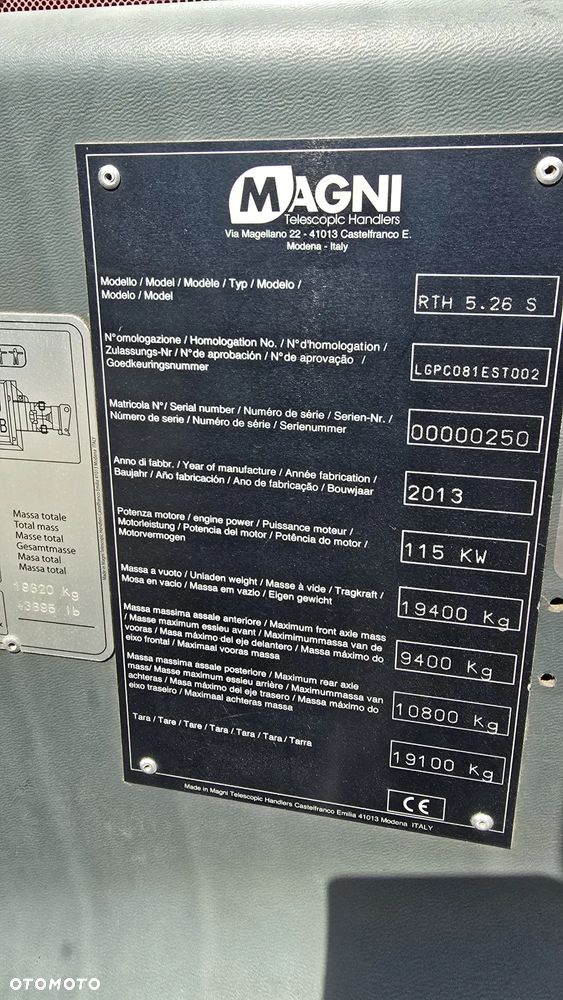 MAGNI
Telescopic Handlers
Via Magellano 22 - 41013 Castelfranco E.
Modena - Italy
Modello / Model / Modèle / Typ / Modelo /
Modelo / Model
RTH 5.26 S
N°omologazione / Homologation No. / N°d'homologation /
Zulassungs-Nr / N°de aprobación / N°de aprovação /
Goedkeuringsnummer
LGPC081EST002
Matricola N°/ Serial number / Numéro de série / Serien-Nr. /
Número de serie / Numéro de série / Serienummer
00000250
Anno di fabbr. / Year of manufacture / Année fabrication /
Baujahr / Año fabricación / Ano de fabricação / Bouwjaar
2013
Potenza motore / engine power / Puissance moteur /
Motorleistung / Potencia del motor / Potência do motor /
Motorvermogen
115 KW
Massa a vuoto / Unladen weight / Masse à vide / Tragkraft /
Mosa en vacio / Massa em vazio / Eigen gewicht
19400 Kg
Massa massima assale anteriore / Maximum front axle mass
/ Masse maximum essieu avant / Maximimummassa van de
vooras / Masa máximo del eje delantero / Massa máximo do
eixo frontal / Maximaal vooras massa
9400 Kg
Massa massima assale posteriore / Maximum rear axle
mass/ Masse maximum essieu arrière / Maximummassa van
achteras / Masa máximo del eje trasero / Massa máximo do
eixo traseiro / Maximaal achteras massa
10800 Kg
Tara / Tare / Tare / Tara / Tara / Tara / Tarra
19100 Kg
CE
Made in Magni Telescopic Handlers Castelfranco Emilia 41013 Modena ITALY
Massa totale
Total mass
Masse total
Gesamtmasse
Masa total
Massa total
Kg
lb
OTOMOTO